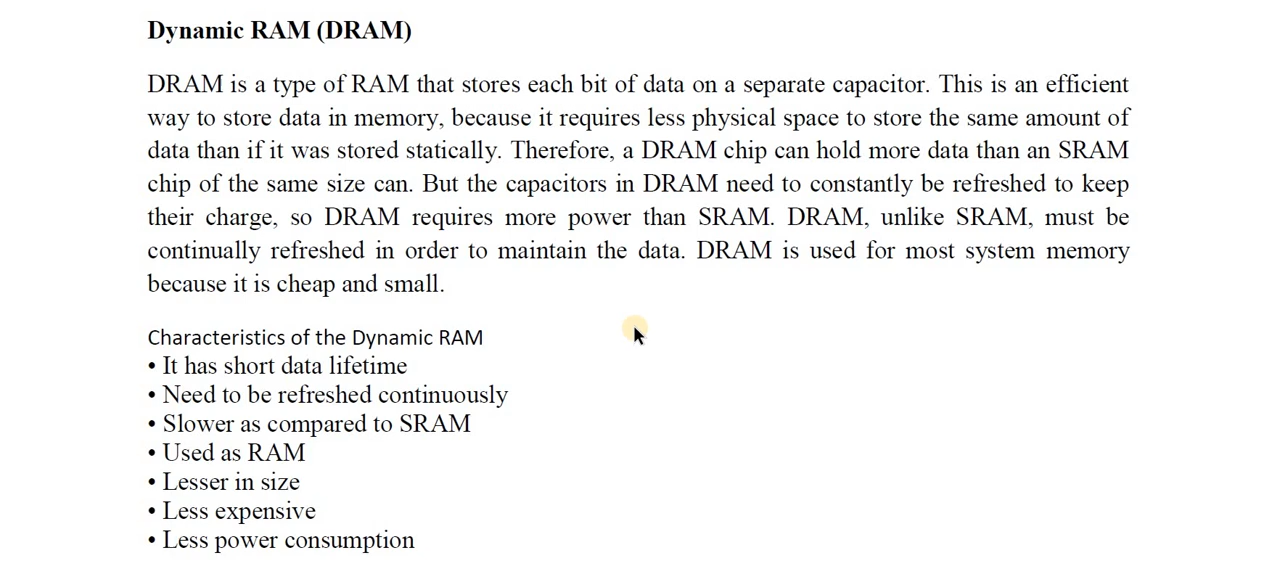 Dynamic RAM (DRAM)
DRAM is a type of RAM that stores each bit of data on a separate capacitor. This is an efficient
way to store data in memory, because it requires less physical space to store the same amount of
data than if it was stored statically. Therefore, a DRAM chip can hold more data than an SRAM
chip of the same size can. But the capacitors in DRAM need to constantly be refreshed to keep
their charge, so DRAM requires more power than SRAM. DRAM, unlike SRAM, must be
continually refreshed in order to maintain the data. DRAM is used for most system memory
because it is cheap and small.
Characteristics of the Dynamic RAM
• It has short data lifetime
• Need to be refreshed continuously
• Slower as compared to SRAM
• Used as RAM
• Lesser in size
• Less expensive
• Less power consumption